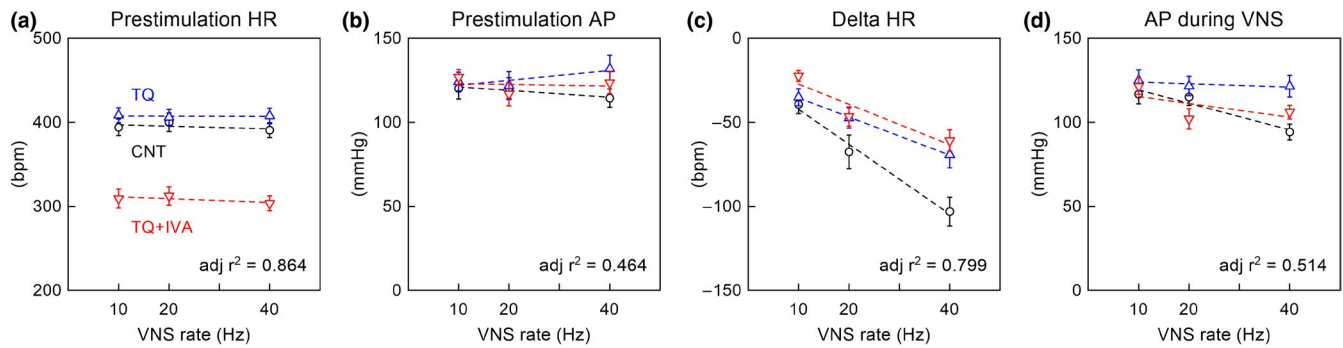 (a) Prestimulation HR
500
400
300
200
(bpm)
TQ
CNT
TQ+IVA
adj r² = 0.864
10 20 40
VNS rate (Hz)
(b) Prestimulation AP
150
100
50
0
(mmHg)
adj r² = 0.464
10 20 40
VNS rate (Hz)
(c) Delta HR
0
−50
−100
−150
(bpm)
adj r² = 0.799
10 20 40
VNS rate (Hz)
(d) AP during VNS
150
100
50
0
(mmHg)
adj r² = 0.514
10 20 40
VNS rate (Hz)